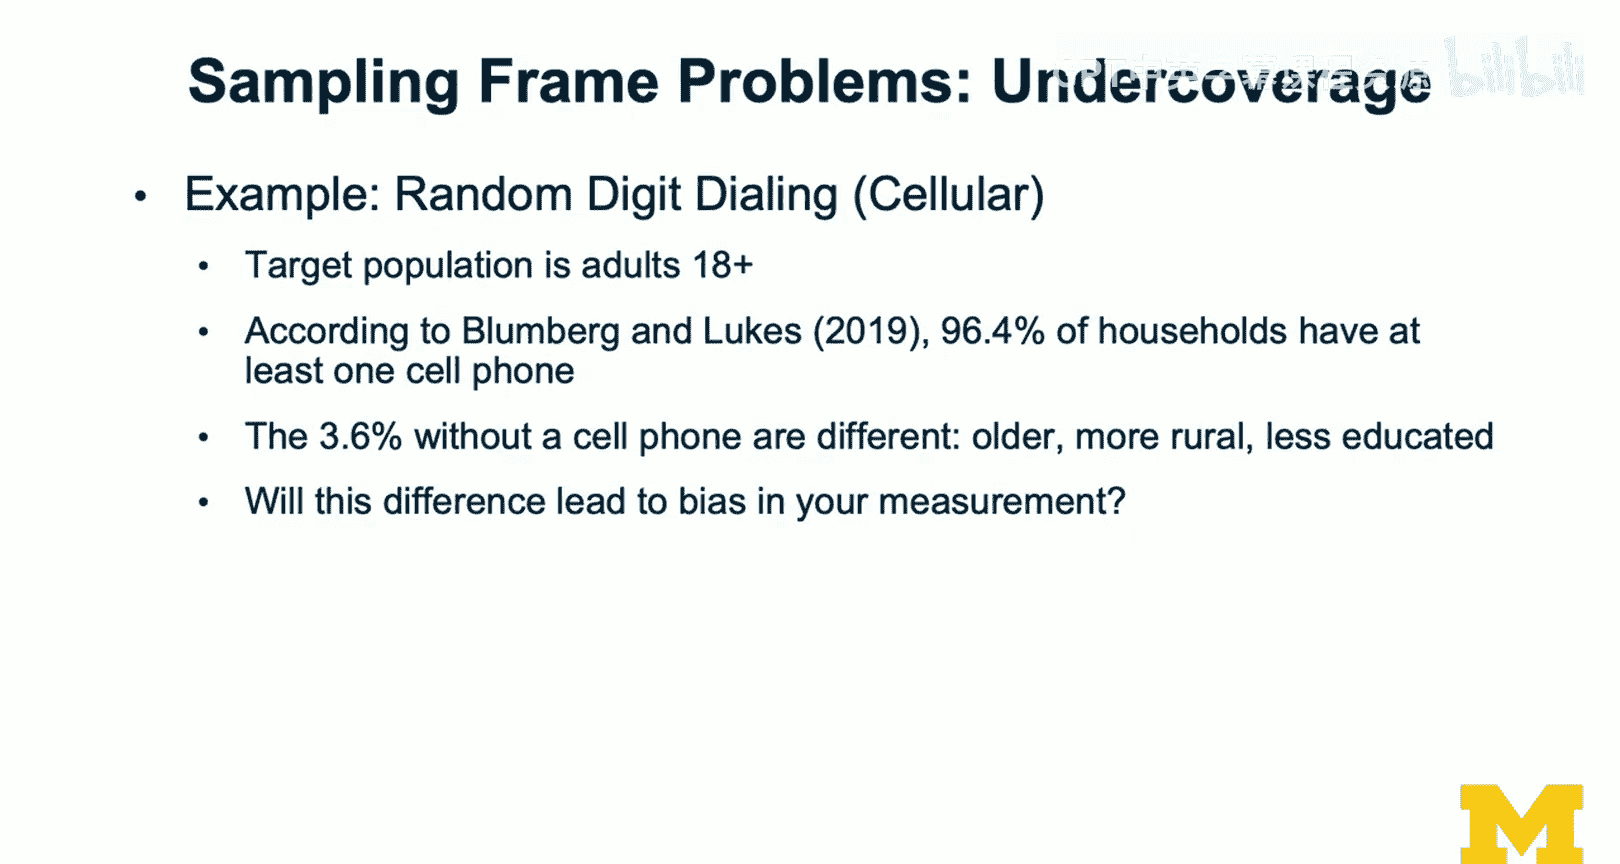 Sampling Frame Problems: Undercoverage
bilibili
• Example: Random Digit Dialing (Cellular)
• Target population is adults 18+
• According to Blumberg and Lukes (2019), 96.4% of households have at
least one cell phone
• The 3.6% without a cell phone are different: older, more rural, less educated
• Will this difference lead to bias in your measurement?
M